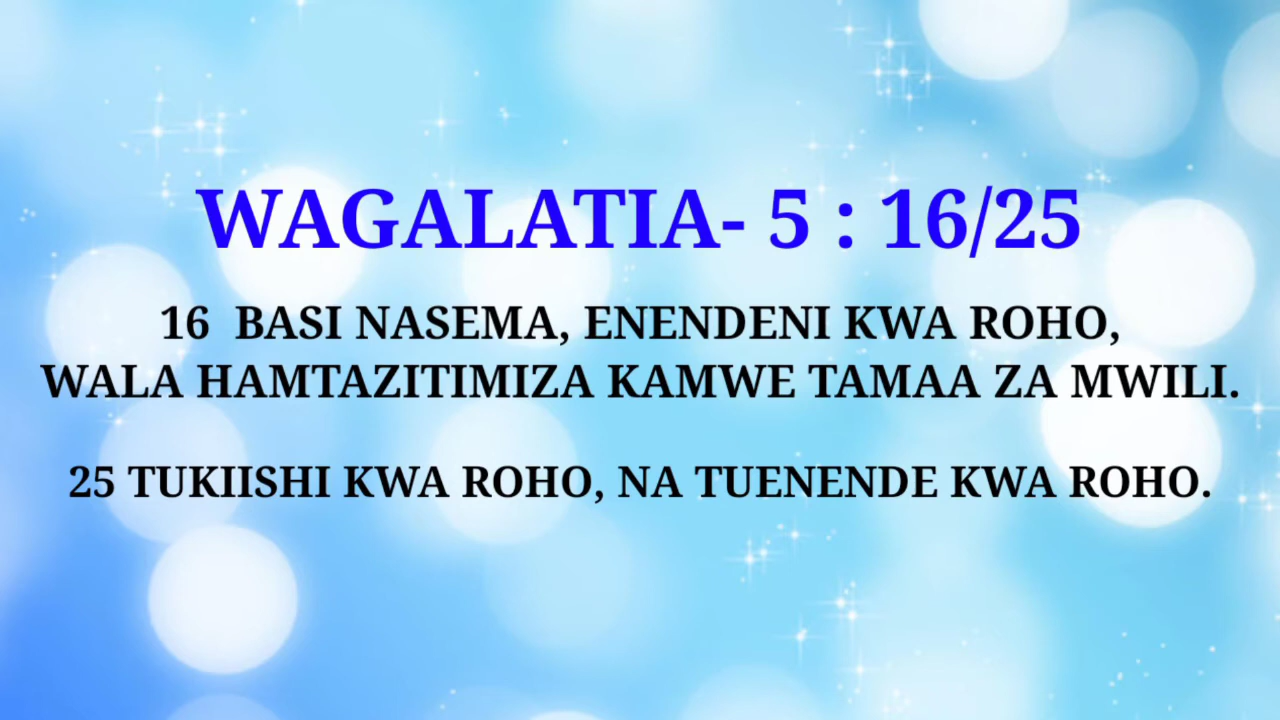 WAGALATIA- 5 : 16/25
16 BASI NASEMA, ENENDENI KWA ROHO,
WALA HAMTAZITIMIZA KAMWE TAMAA ZA MWILI.
25 TUKIISHI KWA ROHO, NA TUENENDE KWA ROHO.